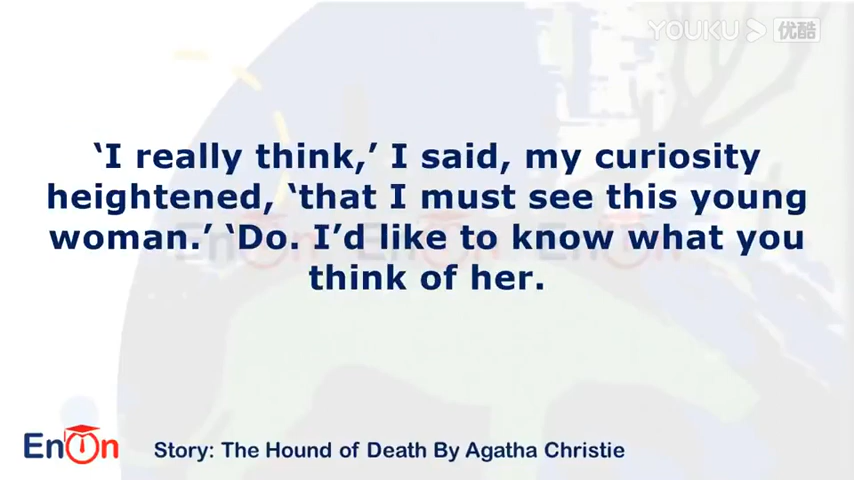 YOUKU 优酷
‘I really think,’ I said, my curiosity
heightened, ‘that I must see this young
woman.’ ‘Do. I’d like to know what you
think of her.
EnOn
Story: The Hound of Death By Agatha Christie